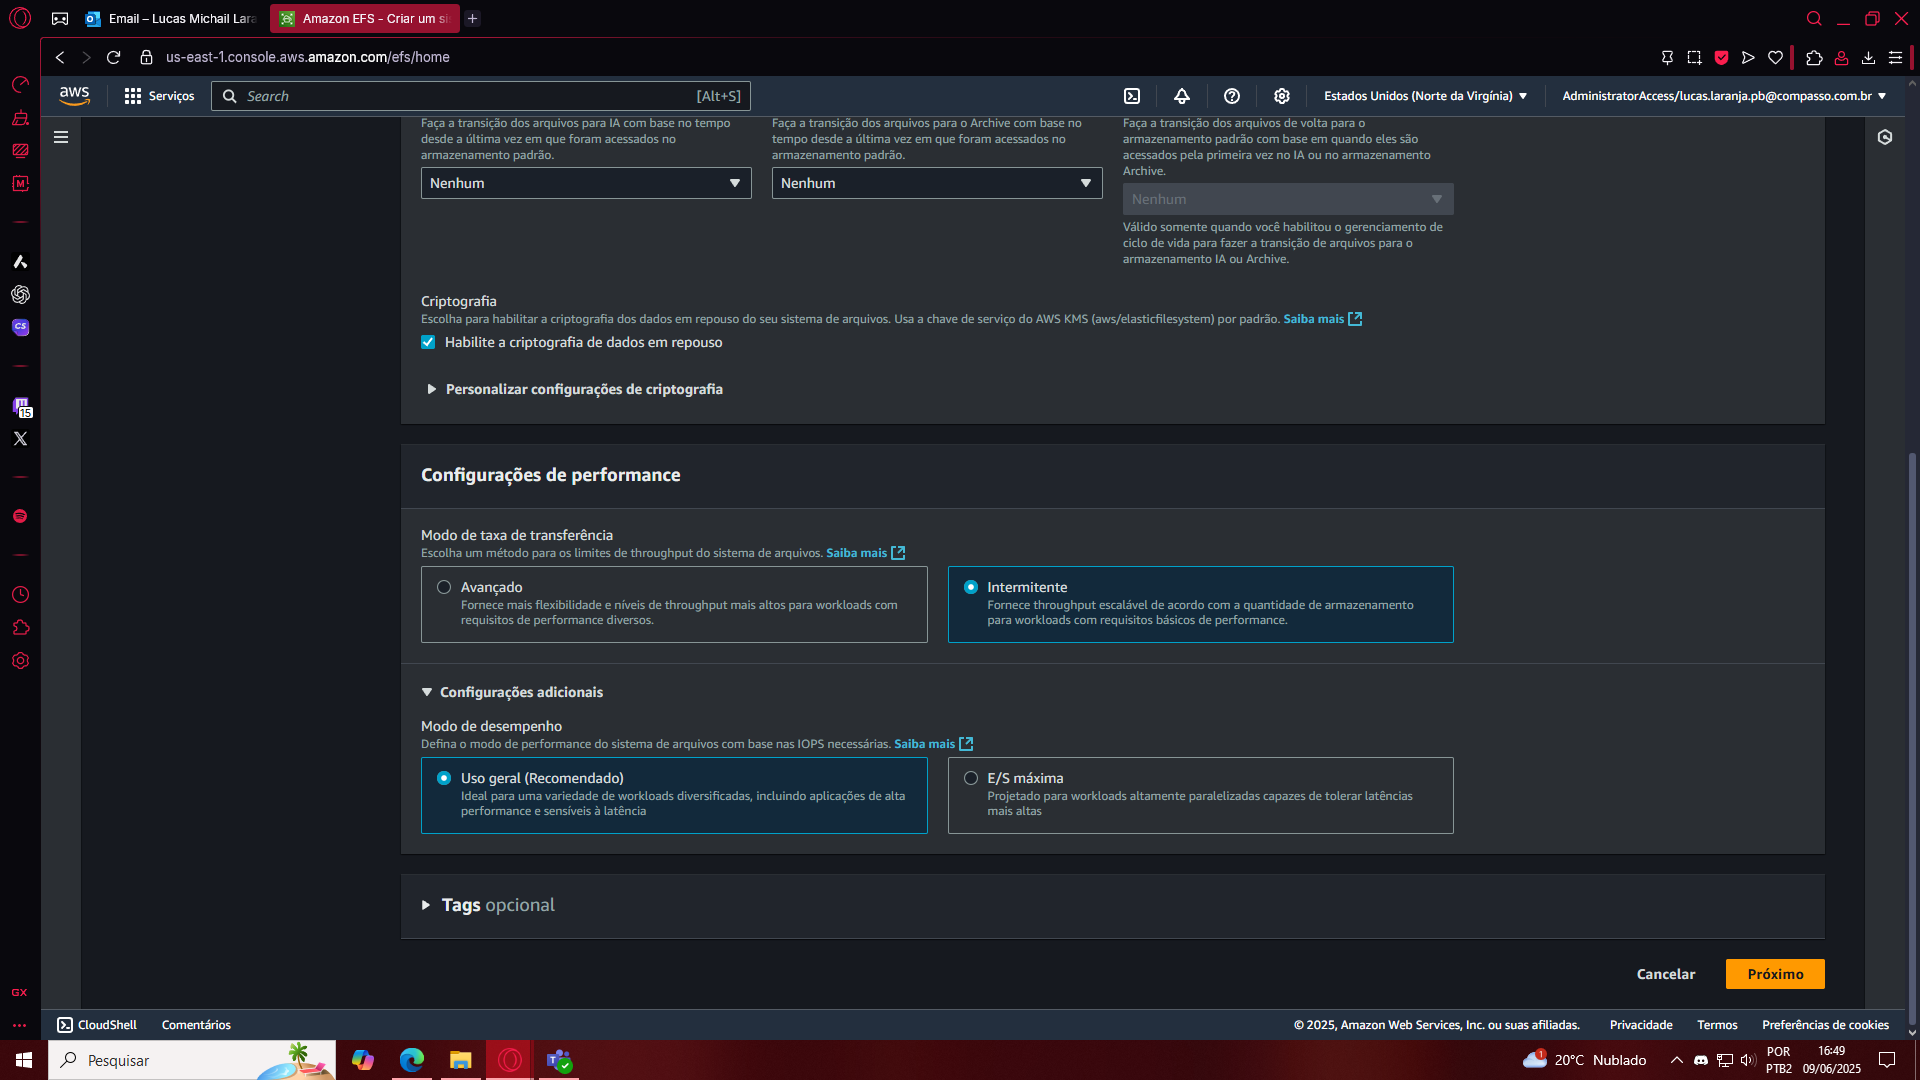 Email – Lucas Michail Lara
Amazon EFS - Criar um si
us-east-1.console.aws.amazon.com/efs/home
aws
Serviços
Search
[Alt+S]
Estados Unidos (Norte da Virgínia)
AdministratorAccess/lucas.laranja.pb@compasso.com.br
Faça a transição dos arquivos para IA com base no tempo
desde a última vez em que foram acessados no
armazenamento padrão.
Nenhum
Faça a transição dos arquivos para o Archive com base no
tempo desde a última vez em que foram acessados no
armazenamento padrão.
Nenhum
Faça a transição dos arquivos de volta para o
armazenamento padrão com base em quando eles são
acessados pela primeira vez no IA ou no armazenamento
Archive.
Nenhum
Válido somente quando você habilitou o gerenciamento de
ciclo de vida para fazer a transição de arquivos para o
armazenamento IA ou Archive.
Criptografia
Escolha para habilitar a criptografia dos dados em repouso do seu sistema de arquivos. Usa a chave de serviço do AWS KMS (aws/elasticfilesystem) por padrão. Saiba mais
Habilite a criptografia de dados em repouso
Personalizar configurações de criptografia
Configurações de performance
Modo de taxa de transferência
Escolha um método para os limites de throughput do sistema de arquivos. Saiba mais
Avançado
Fornece mais flexibilidade e níveis de throughput mais altos para workloads com
requisitos de performance diversos.
Intermitente
Fornece throughput escalável de acordo com a quantidade de armazenamento
para workloads com requisitos básicos de performance.
Configurações adicionais
Modo de desempenho
Defina o modo de performance do sistema de arquivos com base nas IOPS necessárias. Saiba mais
Uso geral (Recomendado)
Ideal para uma variedade de workloads diversificadas, incluindo aplicações de alta
performance e sensíveis à latência
E/S máxima
Projetado para workloads altamente paralelizadas capazes de tolerar latências
mais altas
Tags opcional
Cancelar
Próximo
M
CS
15
GX
CloudShell
Comentários
© 2025, Amazon Web Services, Inc. ou suas afiliadas.
Privacidade
Termos
Preferências de cookies
Pesquisar
1
20°C Nublado
POR
PTB2
16:49
09/06/2025